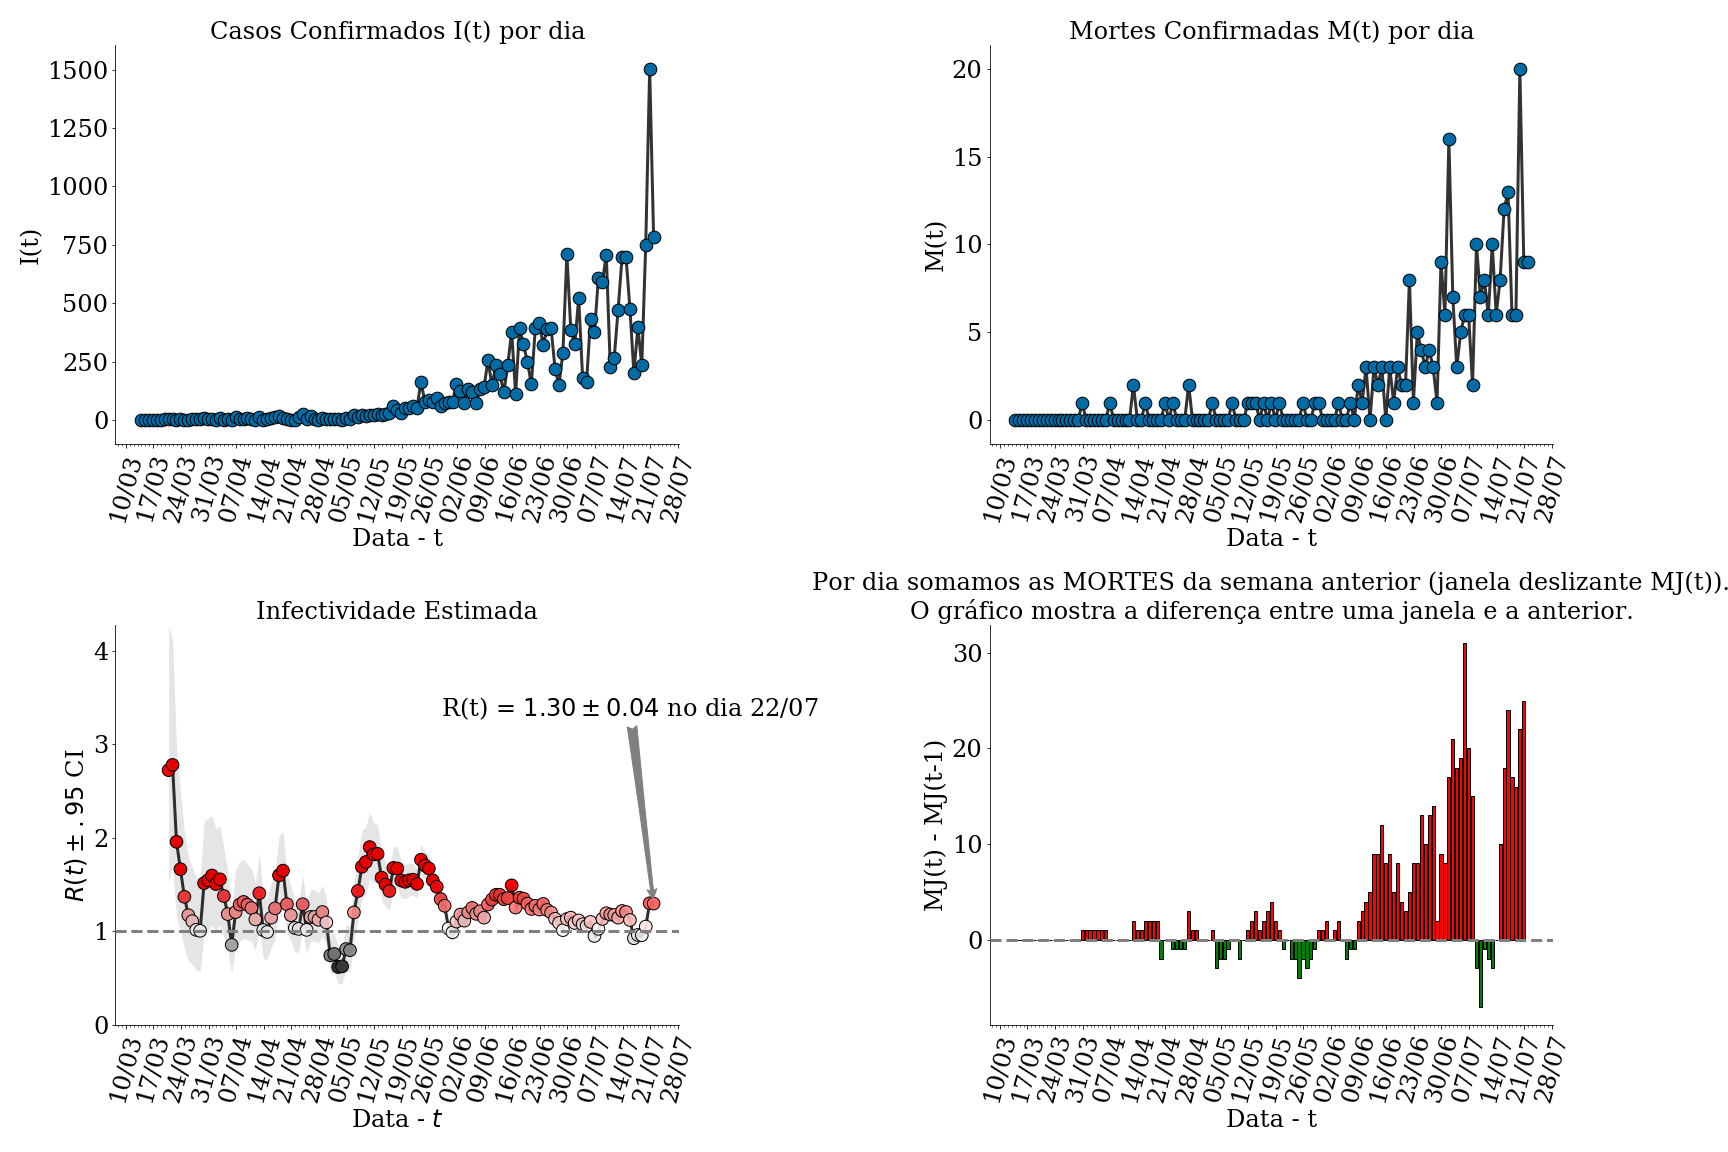 Casos Confirmados I(t) por dia
I(t)
1500
1250
1000
750
500
250
0
10/03 17/03 24/03 31/03 07/04 14/04 21/04 28/04 05/05 12/05 19/05 26/05 02/06 09/06 16/06 23/06 30/06 07/07 14/07 21/07 28/07
Data - t
Mortes Confirmadas M(t) por dia
M(t)
20
15
10
5
0
10/03 17/03 24/03 31/03 07/04 14/04 21/04 28/04 05/05 12/05 19/05 26/05 02/06 09/06 16/06 23/06 30/06 07/07 14/07 21/07 28/07
Data - t
Infectividade Estimada
R(t) ± .95 CI
4
3
2
1
0
R(t) = 1.30 ± 0.04 no dia 22/07
10/03 17/03 24/03 31/03 07/04 14/04 21/04 28/04 05/05 12/05 19/05 26/05 02/06 09/06 16/06 23/06 30/06 07/07 14/07 21/07 28/07
Data - t
Por dia somamos as MORTES da semana anterior (janela deslizante MJ(t)).
O gráfico mostra a diferença entre uma janela e a anterior.
MJ(t) - MJ(t-1)
30
20
10
0
10/03 17/03 24/03 31/03 07/04 14/04 21/04 28/04 05/05 12/05 19/05 26/05 02/06 09/06 16/06 23/06 30/06 07/07 14/07 21/07 28/07
Data - t